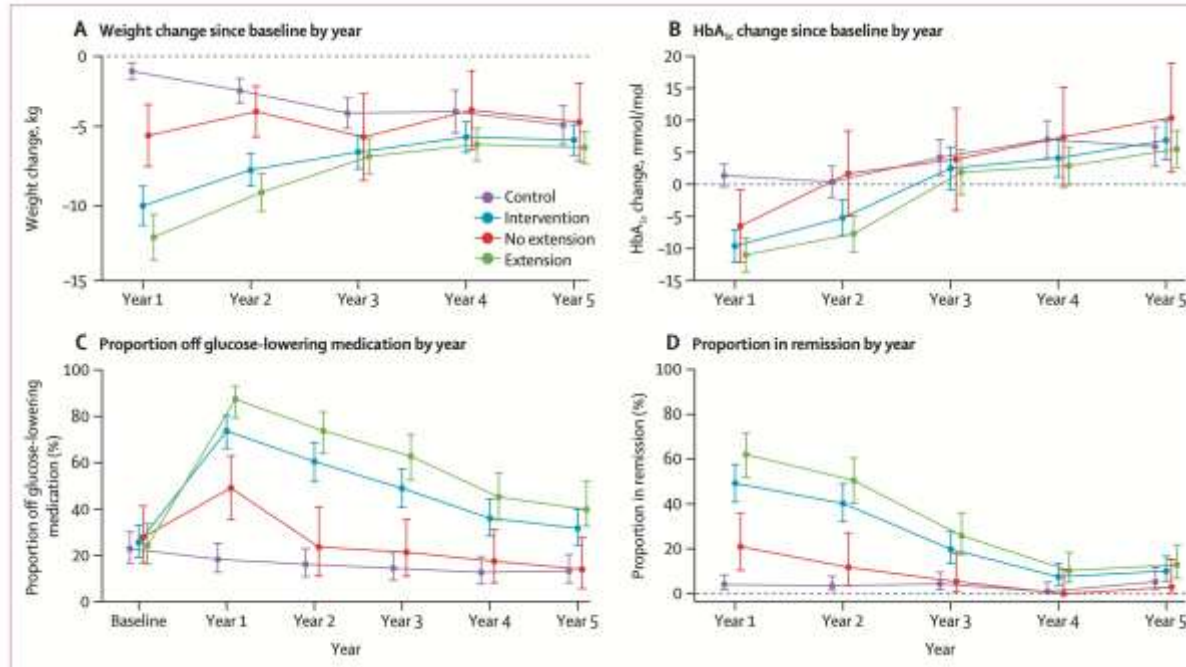 A Weight change since baseline by year
Weight change, kg
0
–5
–10
–15
Control
Intervention
No extension
Extension
Year 1 Year 2 Year 3 Year 4 Year 5
B HbA1c change since baseline by year
HbA1c change, mmol/mol
20
15
10
5
0
–5
–10
–15
Year 1 Year 2 Year 3 Year 4 Year 5
C Proportion off glucose-lowering medication by year
Proportion off glucose-lowering
medication (%)
100
80
60
40
20
0
Baseline Year 1 Year 2 Year 3 Year 4 Year 5
Year
D Proportion in remission by year
Proportion in remission (%)
100
80
60
40
20
0
Year 1 Year 2 Year 3 Year 4 Year 5
Year